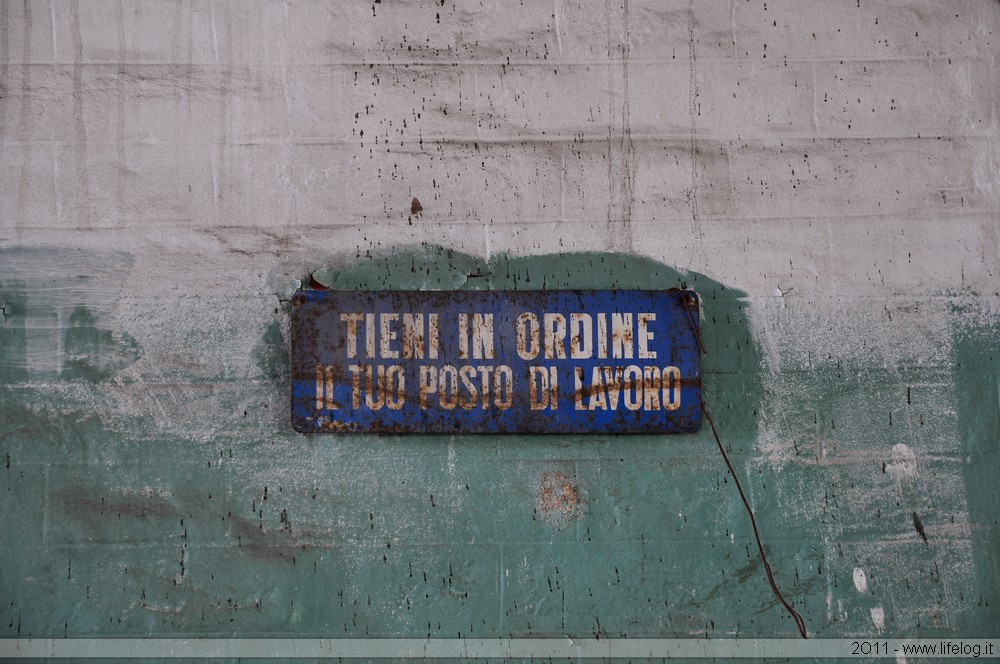 TIENI IN ORDINE
IL TUO POSTO DI LAVORO
2011 - www.lifelog.it